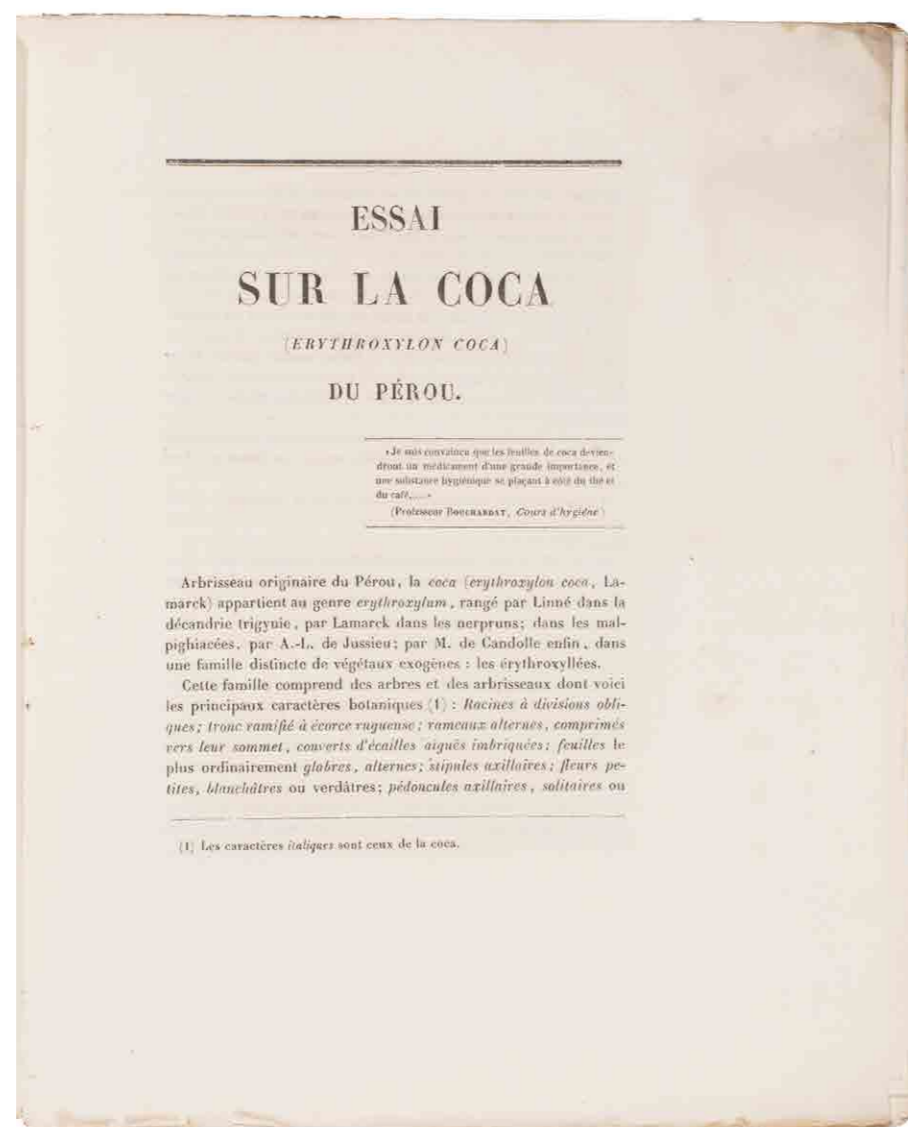 ESSAI
SUR LA COCA
(ERYTHROXYLON COCA)
DU PÉROU.
«Je suis convaincu que les feuilles de coca devien-
dront un médicament d'une grande importance, et
une substance hygiénique se plaçant à côté du thé et
du café,....»
(Professeur BOUCHARDAT, Cours d'hygiène)
Arbrisseau originaire du Pérou, la coca (erythroxylon coca, La-
marck) appartient au genre erythroxylum, rangé par Linné dans la
décandrie trigynie, par Lamarck dans les nerpruns; dans les mal-
pighiacées, par A.-L. de Jussieu; par M. de Candolle enfin, dans
une famille distincte de végétaux exogènes : les érythroxyllées.
Cette famille comprend des arbres et des arbrisseaux dont voici
les principaux caractères botaniques (1) : Racines à divisions obli-
ques; tronc ramifié à écorce rugueuse; rameaux alternes, comprimés
vers leur sommet, couverts d'écailles aiguës imbriquées; feuilles le
plus ordinairement glabres, alternes; stipules axillaires; fleurs pe-
tites, blanchâtres ou verdâtres; pédoncules axillaires, solitaires ou
(1) Les caractères italiques sont ceux de la coca.